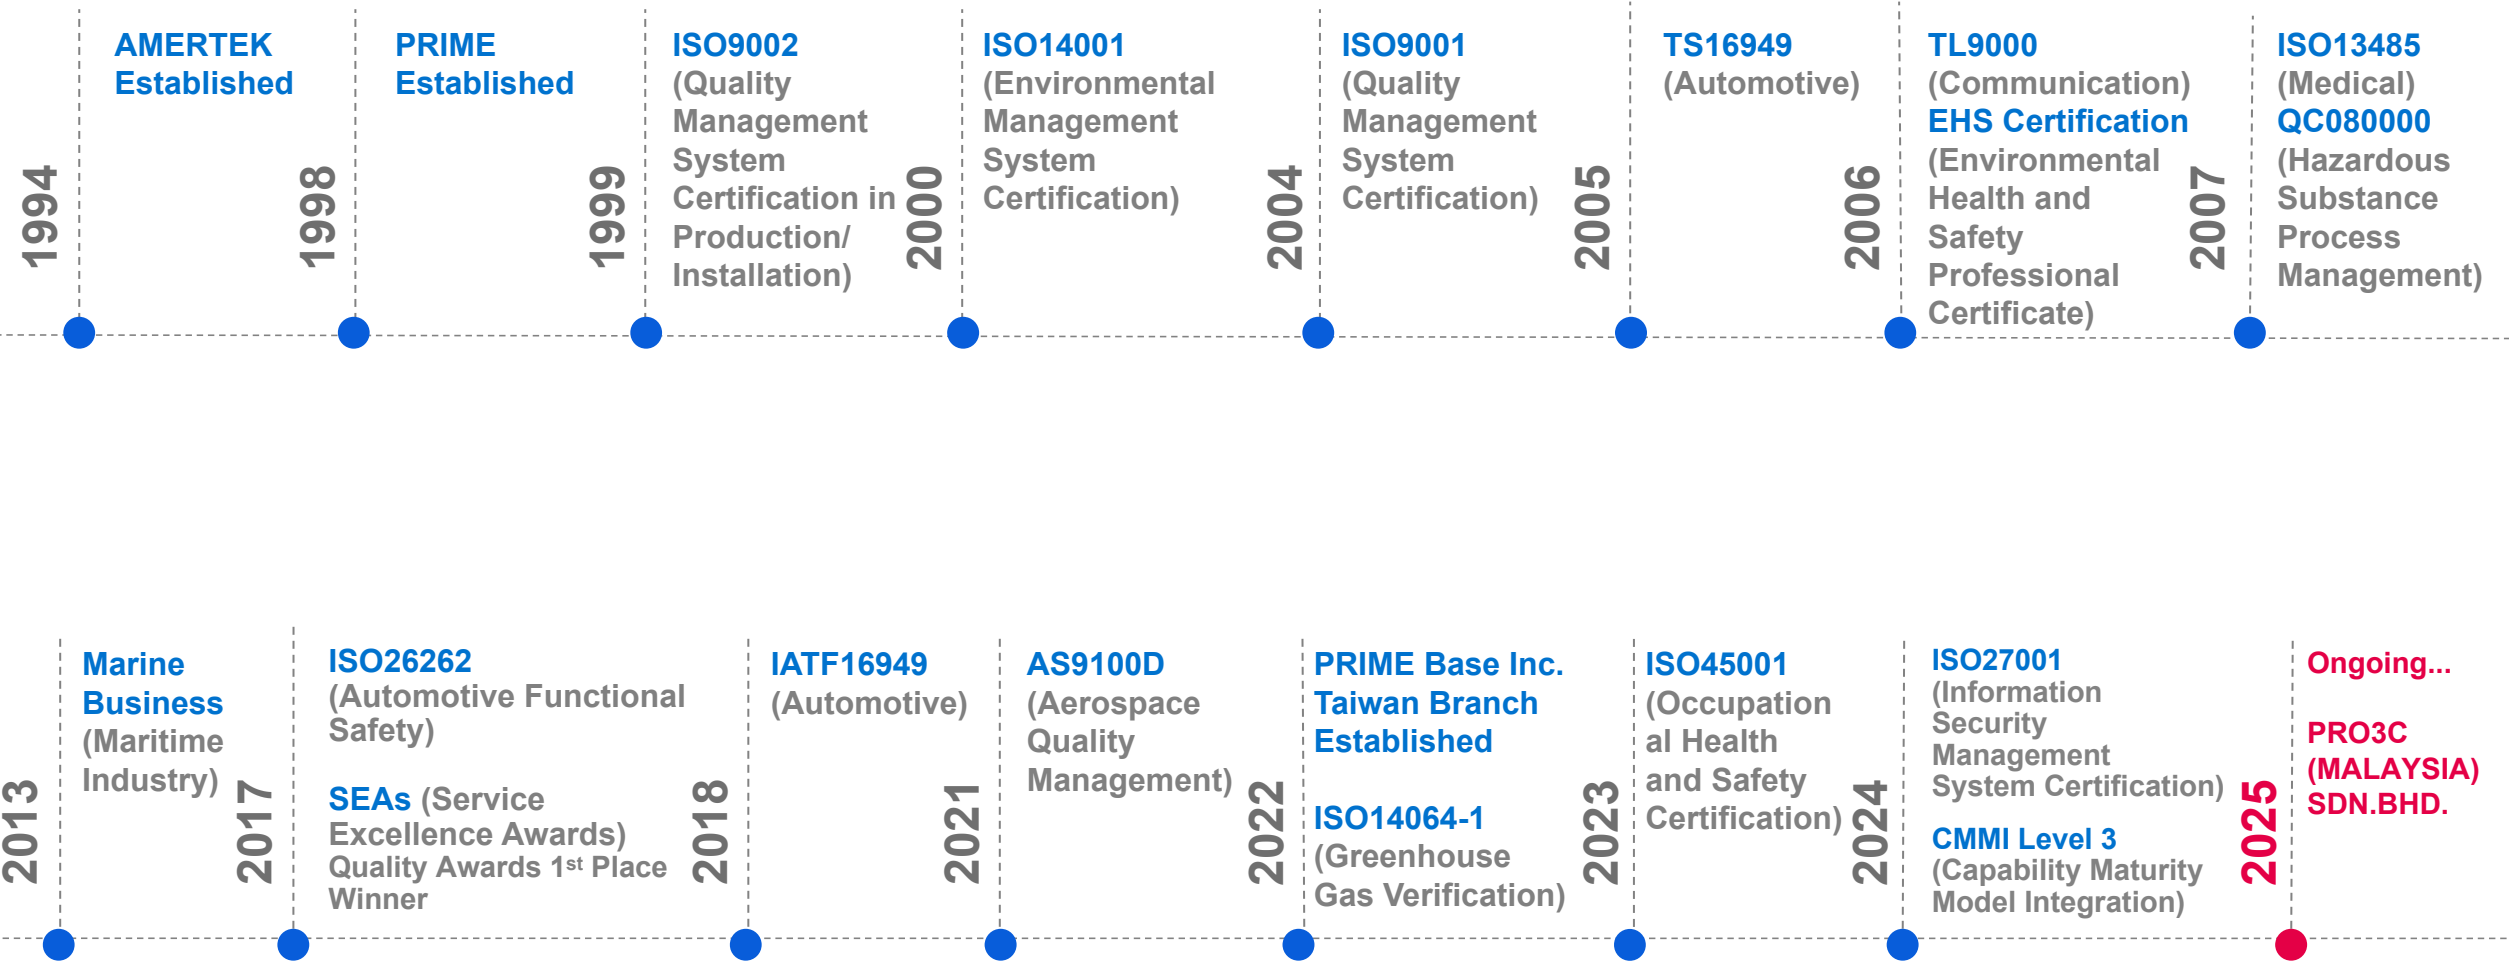 1994
AMERTEK
Established
1998
PRIME
Established
1999
ISO9002
(Quality
Management
System
Certification in
Production/
Installation)
2000
ISO14001
(Environmental
Management
System
Certification)
2004
ISO9001
(Quality
Management
System
Certification)
2005
TS16949
(Automotive)
2006
TL9000
(Communication)
EHS Certification
(Environmental
Health and
Safety
Professional
Certificate)
2007
ISO13485
(Medical)
QC080000
(Hazardous
Substance
Process
Management)
2013
Marine
Business
(Maritime
Industry)
2017
ISO26262
(Automotive Functional
Safety)
SEAs (Service
Excellence Awards)
Quality Awards 1st Place
Winner
2018
IATF16949
(Automotive)
2021
AS9100D
(Aerospace
Quality
Management)
2022
PRIME Base Inc.
Taiwan Branch
Established
ISO14064-1
(Greenhouse
Gas Verification)
2023
ISO45001
(Occupation
al Health
and Safety
Certification)
2024
ISO27001
(Information
Security
Management
System Certification)
CMMI Level 3
(Capability Maturity
Model Integration)
2025
Ongoing...
PRO3C
(MALAYSIA)
SDN.BHD.